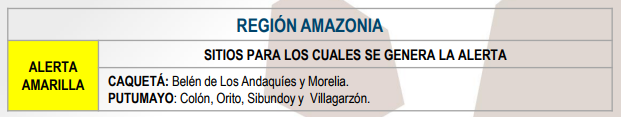 REGIÓN AMAZONIA
ALERTA
AMARILLA
SITIOS PARA LOS CUALES SE GENERA LA ALERTA
CAQUETÁ: Belén de Los Andaquíes y Morelia.
PUTUMAYO: Colón, Orito, Sibundoy y Villagarzón.